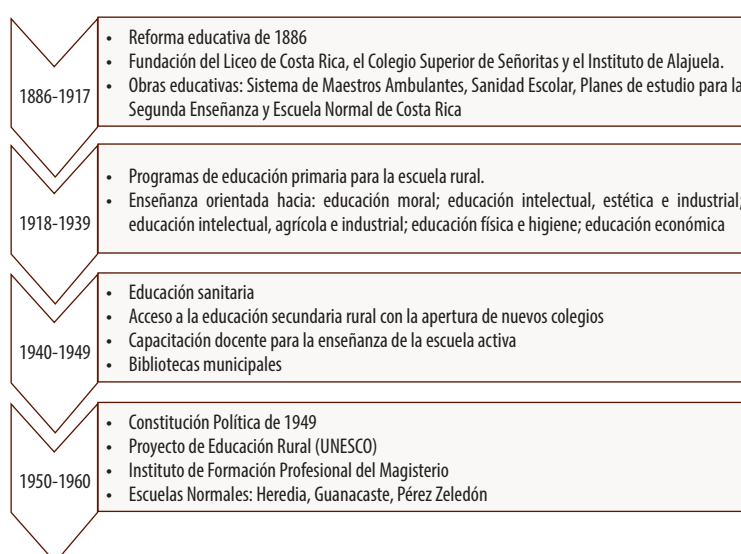 1886-1917
• Reforma educativa de 1886
• Fundación del Liceo de Costa Rica, el Colegio Superior de Señoritas y el Instituto de Alajuela.
• Obras educativas: Sistema de Maestros Ambulantes, Sanidad Escolar, Planes de estudio para la
Segunda Enseñanza y Escuela Normal de Costa Rica
1918-1939
• Programas de educación primaria para la escuela rural.
• Enseñanza orientada hacia: educación moral; educación intelectual, estética e industrial;
educación intelectual, agrícola e industrial; educación física e higiene; educación económica
1940-1949
• Educación sanitaria
• Acceso a la educación secundaria rural con la apertura de nuevos colegios
• Capacitación docente para la enseñanza de la escuela activa
• Bibliotecas municipales
1950-1960
• Constitución Política de 1949
• Proyecto de Educación Rural (UNESCO)
• Instituto de Formación Profesional del Magisterio
• Escuelas Normales: Heredia, Guanacaste, Pérez Zeledón